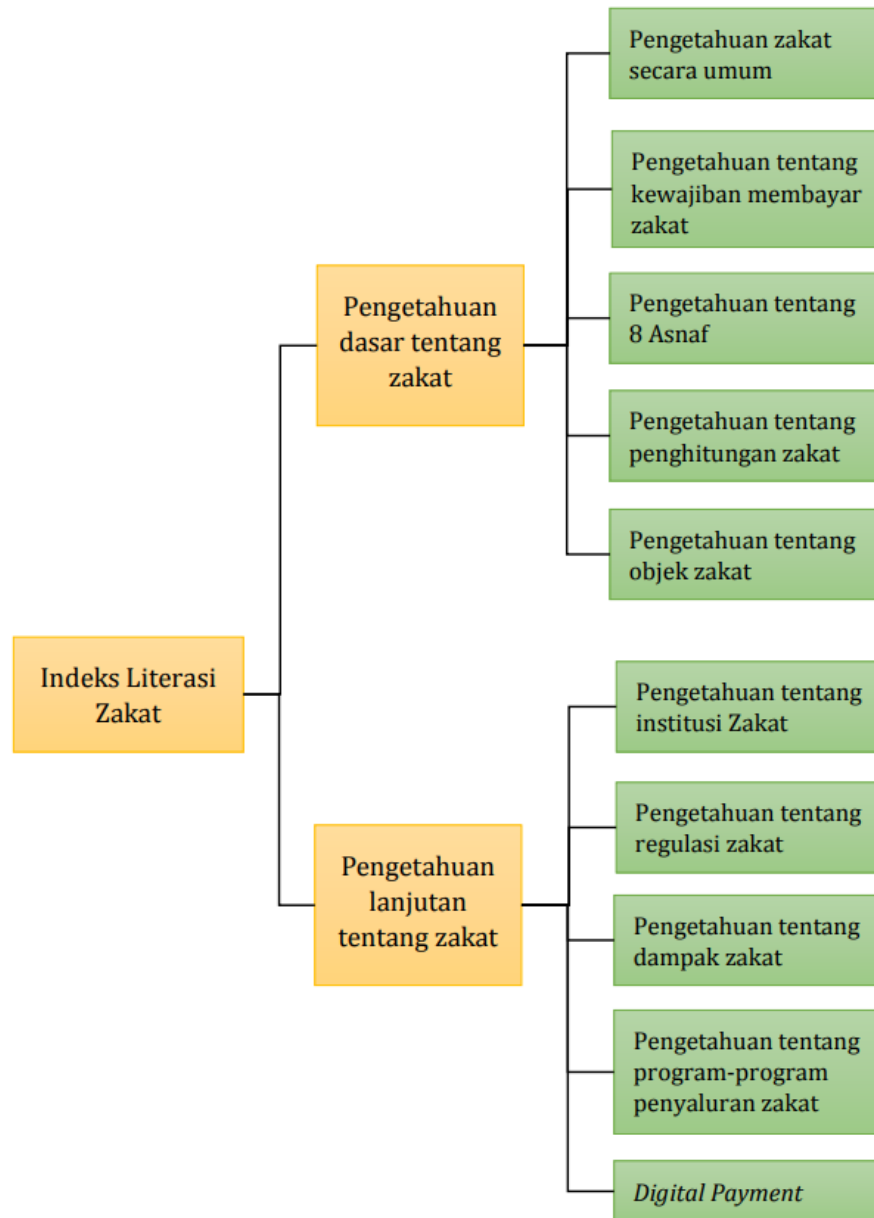 Pengetahuan zakat
secara umum
Pengetahuan tentang
kewajiban membayar
zakat
Pengetahuan
dasar tentang
zakat
Pengetahuan tentang
8 Asnaf
Pengetahuan tentang
penghitungan zakat
Pengetahuan tentang
objek zakat
Indeks Literasi
Zakat
Pengetahuan tentang
institusi Zakat
Pengetahuan tentang
regulasi zakat
Pengetahuan
lanjutan
tentang zakat
Pengetahuan tentang
dampak zakat
Pengetahuan tentang
program-program
penyaluran zakat
Digital Payment